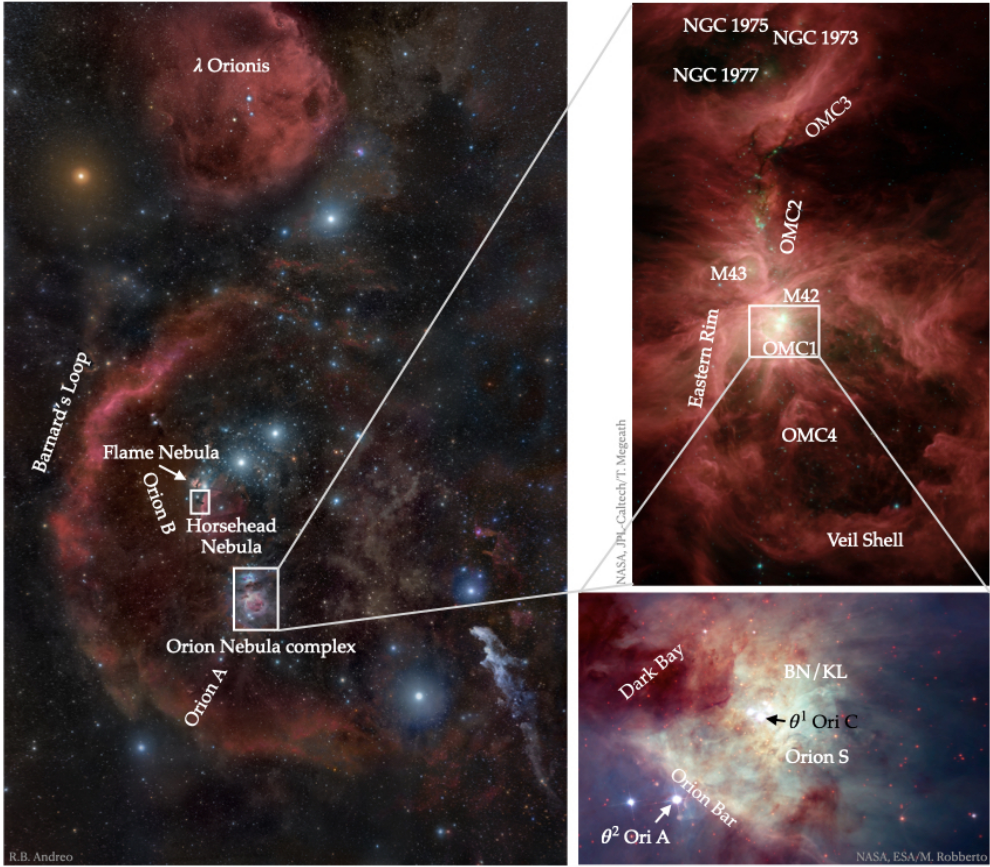 λ Orionis
Barnard's Loop
Flame Nebula
Orion B
Horsehead
Nebula
Orion Nebula complex
Orion A
R.B. Andreo
NGC 1975
NGC 1973
NGC 1977
OMC3
OMC2
M43
M42
OMC1
Eastern Rim
OMC4
Veil Shell
NASA, JPL-Caltech/T. Megeath
Dark Bay
BN/KL
θ¹ Ori C
Orion S
Orion Bar
θ² Ori A
NASA, ESA/M. Robberto